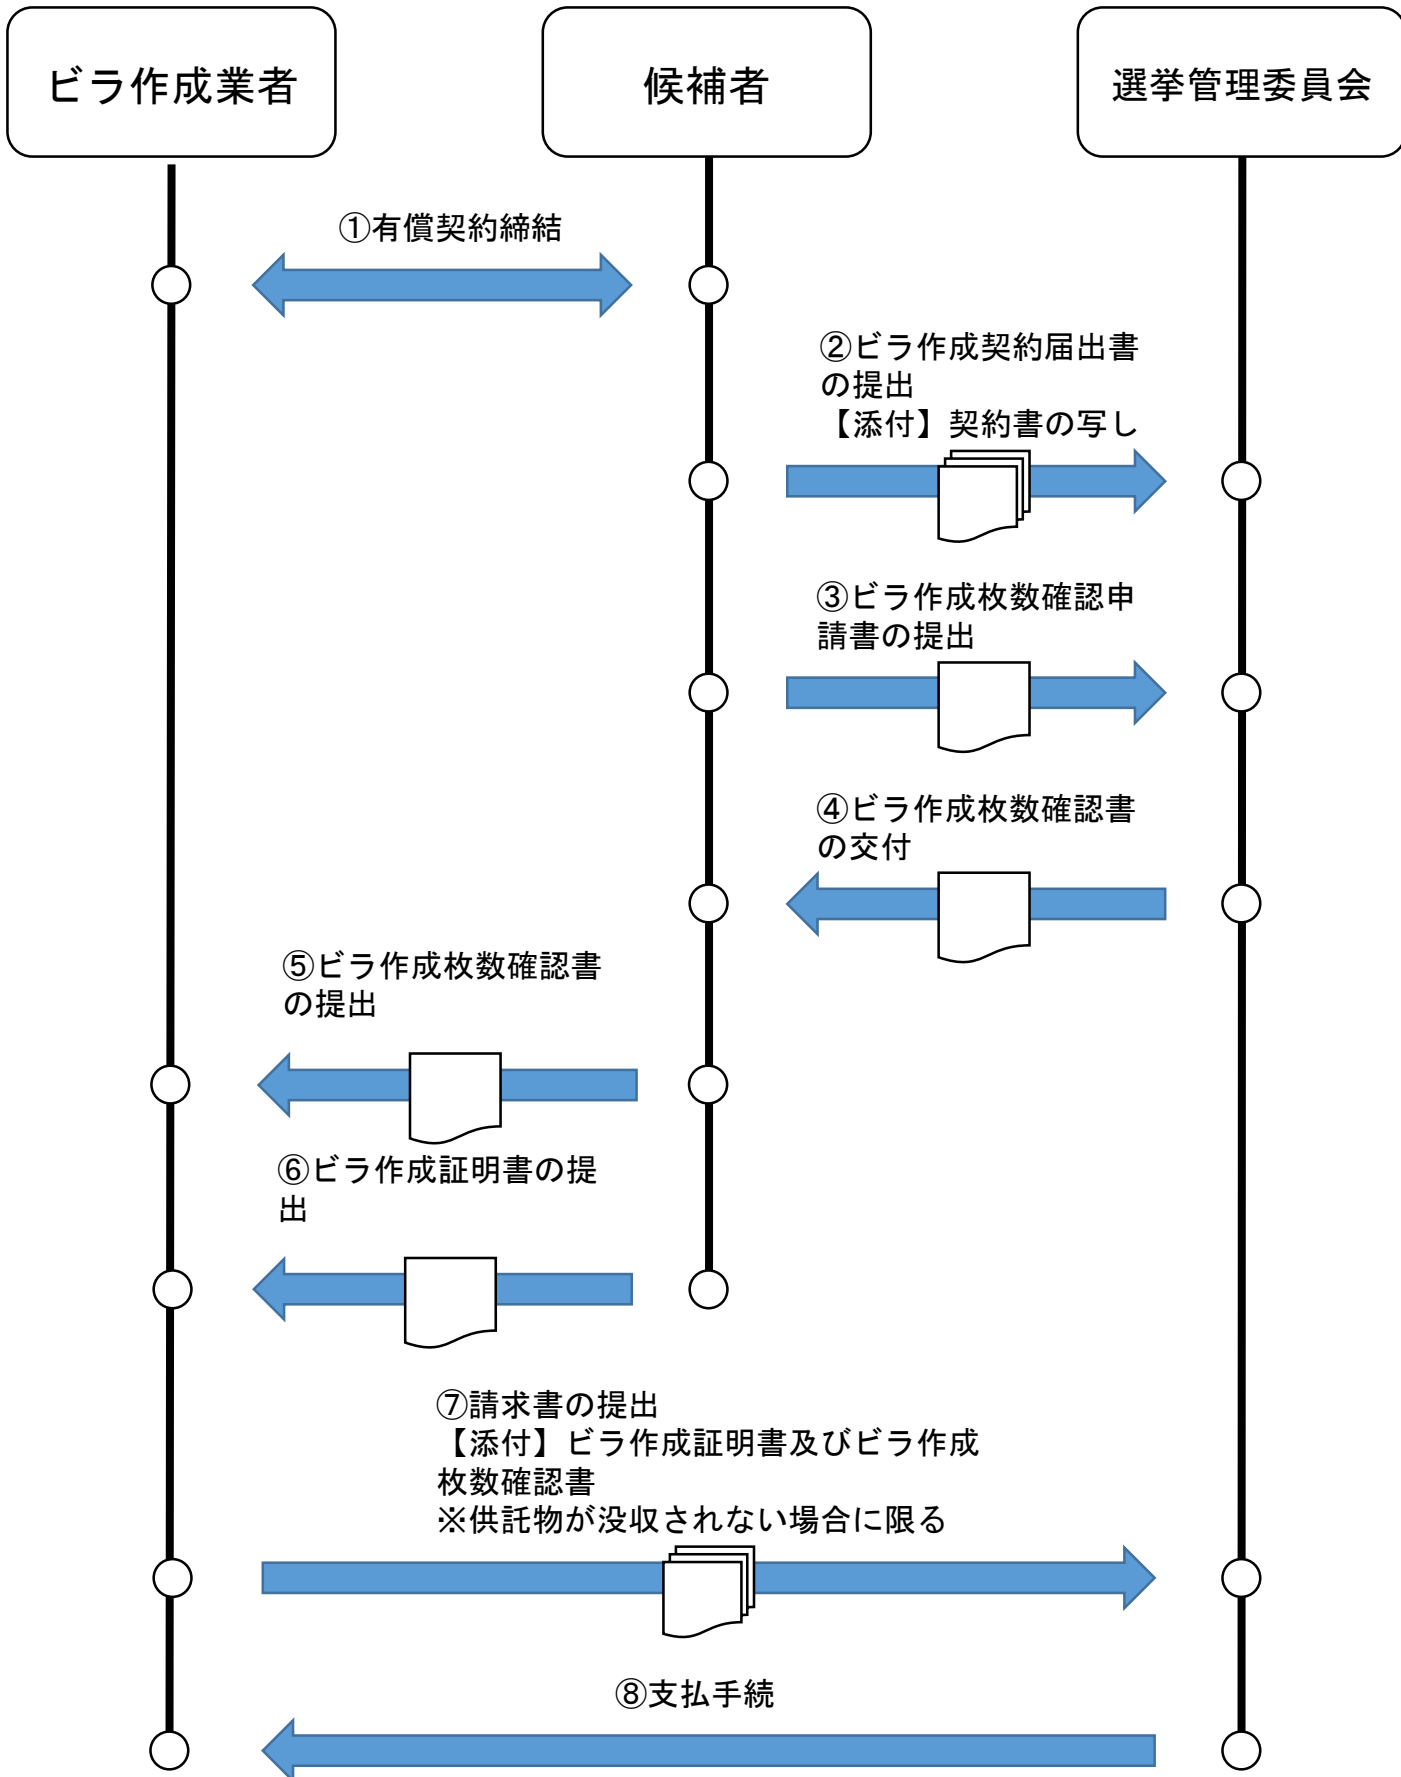 ビラ作成業者
候補者
選挙管理委員会
①有償契約締結
②ビラ作成契約届出書
の提出
【添付】契約書の写し
③ビラ作成枚数確認申
請書の提出
④ビラ作成枚数確認書
の交付
⑤ビラ作成枚数確認書
の提出
⑥ビラ作成証明書の提
出
⑦請求書の提出
【添付】ビラ作成証明書及びビラ作成
枚数確認書
※供託物が没収されない場合に限る
⑧支払手続